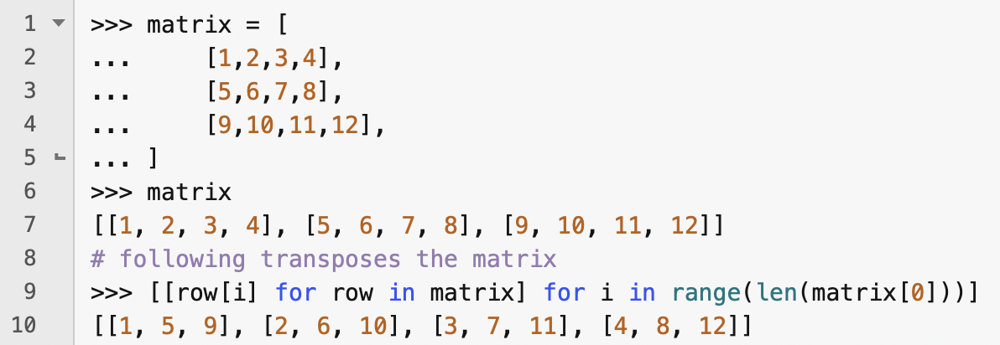 1 >>> matrix = [
2 ...     [1,2,3,4],
3 ...     [5,6,7,8],
4 ...     [9,10,11,12],
5 ... ]
6 >>> matrix
7 [[1, 2, 3, 4], [5, 6, 7, 8], [9, 10, 11, 12]]
8 # following transposes the matrix
9 >>> [[row[i] for row in matrix] for i in range(len(matrix[0]))]
10 [[1, 5, 9], [2, 6, 10], [3, 7, 11], [4, 8, 12]]